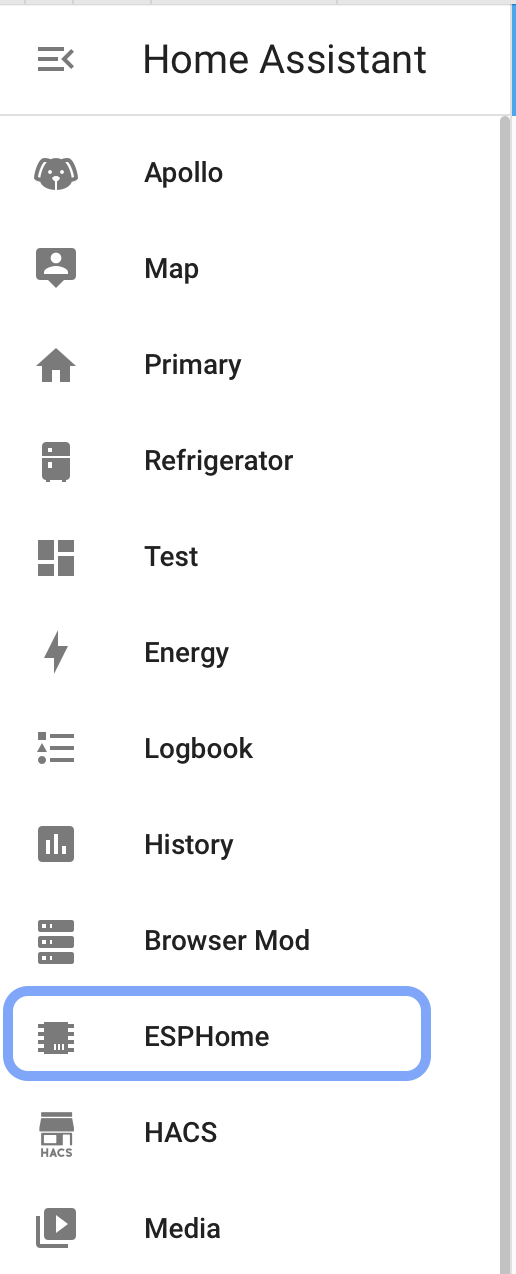 Home Assistant
Apollo
Map
Primary
Refrigerator
Test
Energy
Logbook
History
Browser Mod
ESPHome
HACS
HACS
Media